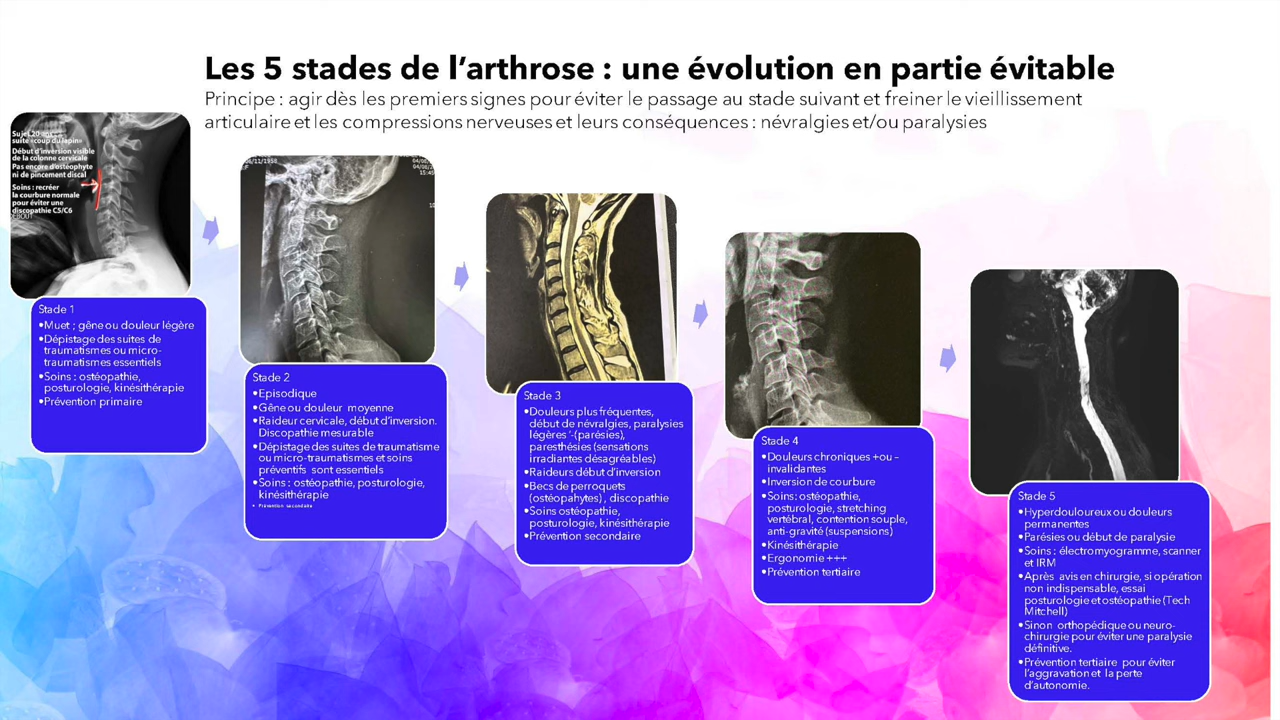 Les 5 stades de l’arthrose : une évolution en partie évitable
Principe : agir dès les premiers signes pour éviter le passage au stade suivant et freiner le vieillissement
articulaire et les compressions nerveuses et leurs conséquences : névralgies et/ou paralysies
Sujet 20 ans
suite «coup du lapin»
Début d’inversion visible
de la colonne cervicale
Pas encore d’ostéophyte
ni de pincement discal
Soins : recréer
la courbure normale
pour éviter une
discopathie C5/C6
DEBOUT
Stade 1
•Muet ; gêne ou douleur légère
•Dépistage des suites de
traumatismes ou micro-
traumatismes essentiels
•Soins : ostéopathie,
posturologie, kinésithérapie
•Prévention primaire
Stade 2
•Episodique
•Gêne ou douleur moyenne
•Raideur cervicale, début d’inversion.
Discopathie mesurable
•Dépistage des suites de traumatisme
ou micro-traumatismes et soins
préventifs sont essentiels
•Soins : ostéopathie, posturologie,
kinésithérapie
• Prévention secondaire
Stade 3
•Douleurs plus fréquentes,
début de névralgies, paralysies
légères ‘-(parésies),
paresthésies (sensations
irradiantes désagréables)
•Raideurs début d’inversion
•Becs de perroquets
(ostéopahytes) , discopathie
•Soins ostéopathie,
posturologie, kinésithérapie
•Prévention secondaire
Stade 4
•Douleurs chroniques +ou –
invalidantes
•Inversion de courbure
•Soins: ostéopathie,
posturologie, stretching
vertébral, contention souple,
anti-gravité (suspensions)
•Kinésithérapie
•Ergonomie +++
•Prévention tertiaire
Stade 5
•Hyperdouloureux ou douleurs
permanentes
•Parésies ou début de paralysie
•Soins : électromyogramme, scanner
et IRM
•Après avis en chirurgie, si opération
non indispensable, essai
posturologie et ostéopathie (Tech
Mitchell)
•Sinon orthopédique ou neuro-
chirurgie pour éviter une paralysie
définitive.
•Prévention tertiaire pour éviter
l’aggravation et la perte
d’autonomie.